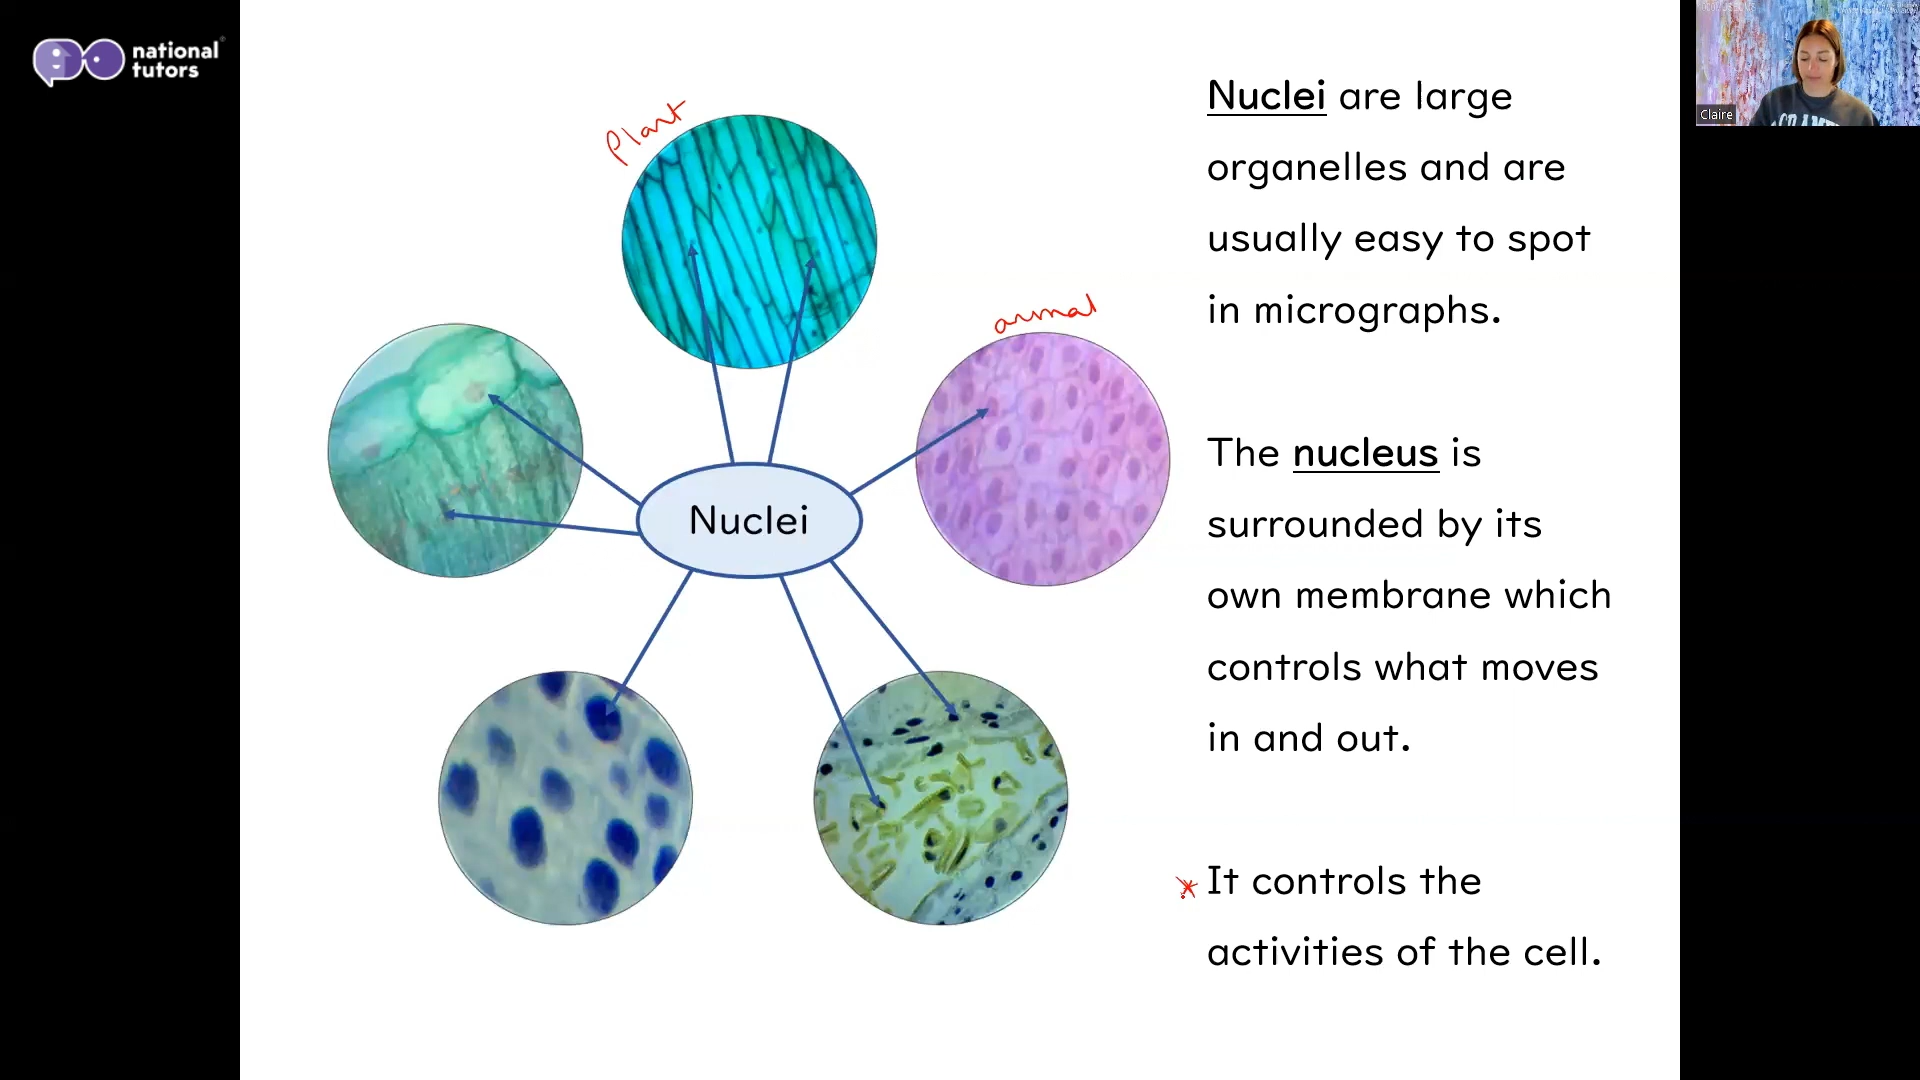 national
tutors
Plant
animal
Nuclei
Nuclei are large
organelles and are
usually easy to spot
in micrographs.
The nucleus is
surrounded by its
own membrane which
controls what moves
in and out.
* It controls the
activities of the cell.
Claire